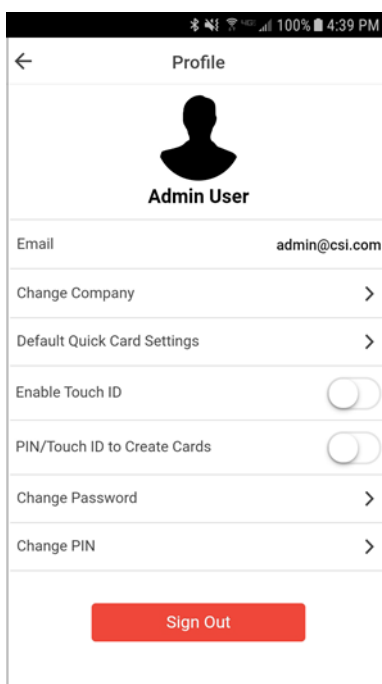 100% 4:39 PM
Profile
Admin User
Email admin@csi.com
Change Company
Default Quick Card Settings
Enable Touch ID
PIN/Touch ID to Create Cards
Change Password
Change PIN
Sign Out